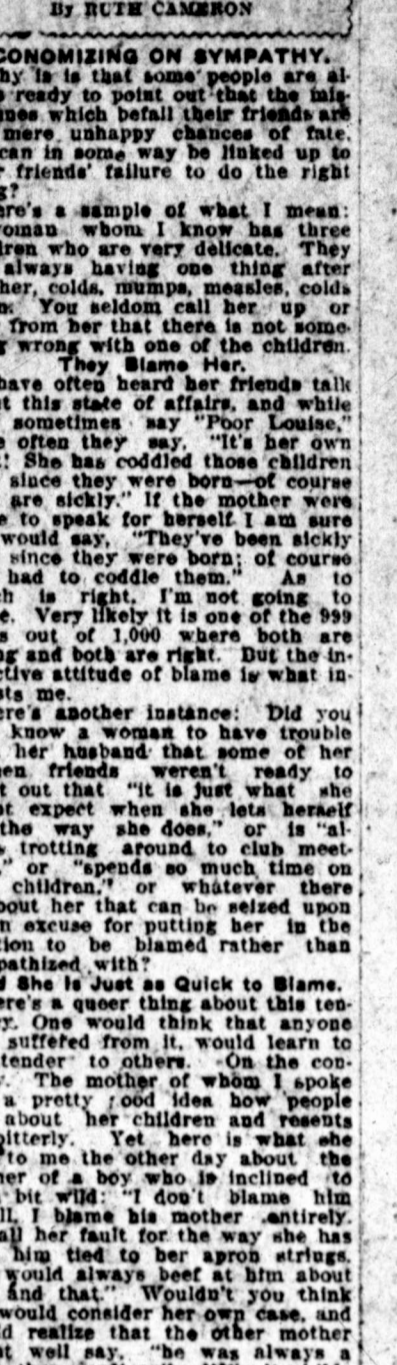 By RUTH CAMERON
CONOMIZING ON SYMPATHY.
hy is is that some people are al-
ready to point out that the mis-
unes which befall their friends are
mere unhappy chances of fate.
can in some way be linked up to
friends' failure to do the right
g?
ere's a sample of what I mean:
woman whom I know has three
dren who are very delicate. They
always having one thing after
her, colds, mumps, measles, colds
n. You seldom call her up or
from her that there is not some-
g wrong with one of the children.
They Blame Her.
have often heard her friends talk
t this state of affairs, and while
sometimes say "Poor Louise,"
e often they say, "It's her own
! She has coddled those children
since they were born—of course
are sickly." If the mother were
e to speak for herself I am sure
would say, "They've been sickly
since they were born; of course
had to coddle them." As to
h is right, I'm not going to
e. Very likely it is one of the 999
s out of 1,000 where both are
ng and both are right. But the in-
ctive attitude of blame is what in-
sts me.
ere's another instance: Did you
know a woman to have trouble
her husband that some of her
en friends weren't ready to
t out that "it is just what she
t expect when she lets herself
the way she does," or is "al-
s trotting around to club meet-
," or "spends so much time on
children," or whatever there
bout her that can be seized upon
n excuse for putting her in the
tion to be blamed rather than
pathized with?
d She Is Just as Quick to Blame.
ere's a queer thing about this ten-
y. One would think that anyone
suffered from it, would learn to
tender to others. On the con-
. The mother of whom I spoke
a pretty good idea how people
about her children and resents
bitterly. Yet here is what she
to me the other day about the
her of a boy who is inclined to
bit wild: "I don't blame him
ll. I blame his mother entirely.
all her fault for the way she has
him tied to her apron strings.
would always beef at him about
and that." Wouldn't you think
would consider her own case, and
d realize that the other mother
t well say, "he was always a